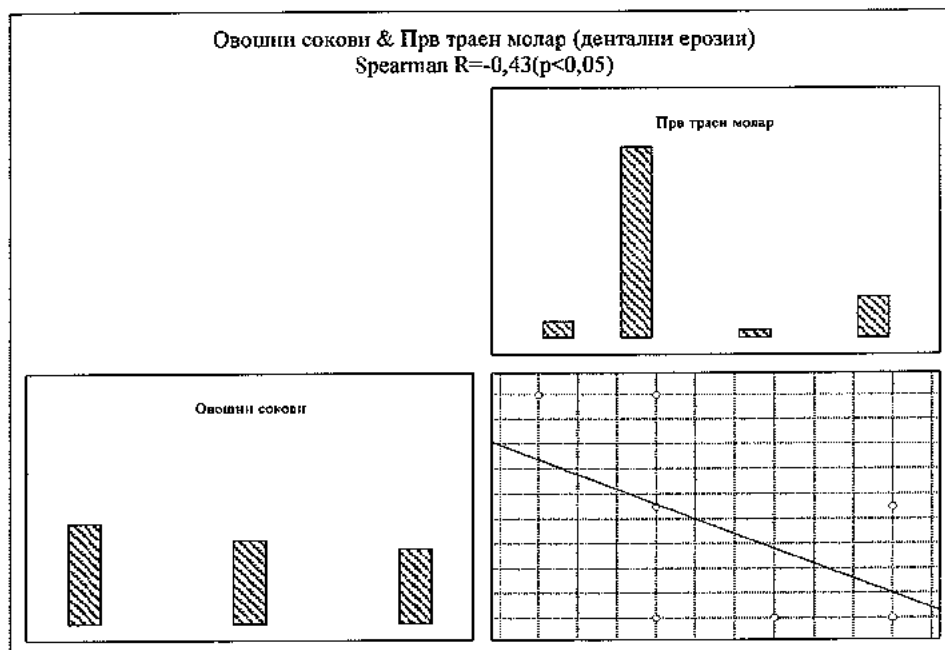 Овошни сокови & Прв траен молар (дентални ерозии)
Spearman R=-0,43(p<0,05)
Прв траен молар
Овошни сокови